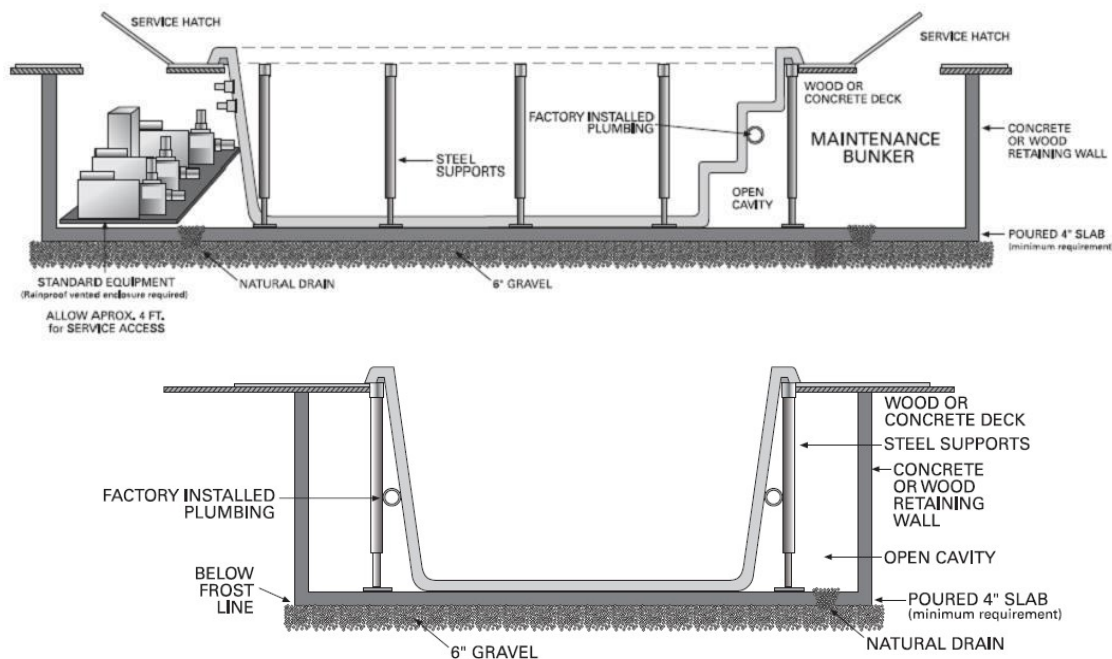 SERVICE HATCH
SERVICE HATCH
WOOD OR
CONCRETE DECK
FACTORY INSTALLED
PLUMBING
MAINTENANCE
BUNKER
CONCRETE
OR WOOD
RETAINING WALL
STEEL
SUPPORTS
OPEN
CAVITY
POURED 4" SLAB
(minimum requirement)
STANDARD EQUIPMENT
(Rainproof vented enclosure required)
NATURAL DRAIN
6" GRAVEL
ALLOW APROX. 4 FT.
for SERVICE ACCESS
WOOD OR
CONCRETE DECK
STEEL SUPPORTS
FACTORY INSTALLED
PLUMBING
CONCRETE
OR WOOD
RETAINING
WALL
OPEN CAVITY
BELOW
FROST
LINE
POURED 4" SLAB
(minimum requirement)
NATURAL DRAIN
6" GRAVEL